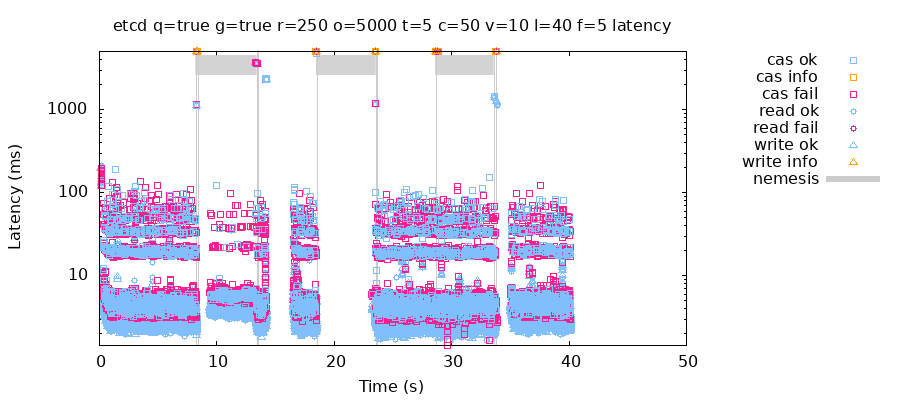 etcd q=true g=true r=250 o=5000 t=5 c=50 v=10 l=40 f=5 latency
cas ok
cas info
cas fail
read ok
read fail
write ok
write info
nemesis
Latency (ms)
1000
100
10
0
10
20
30
40
50
Time (s)